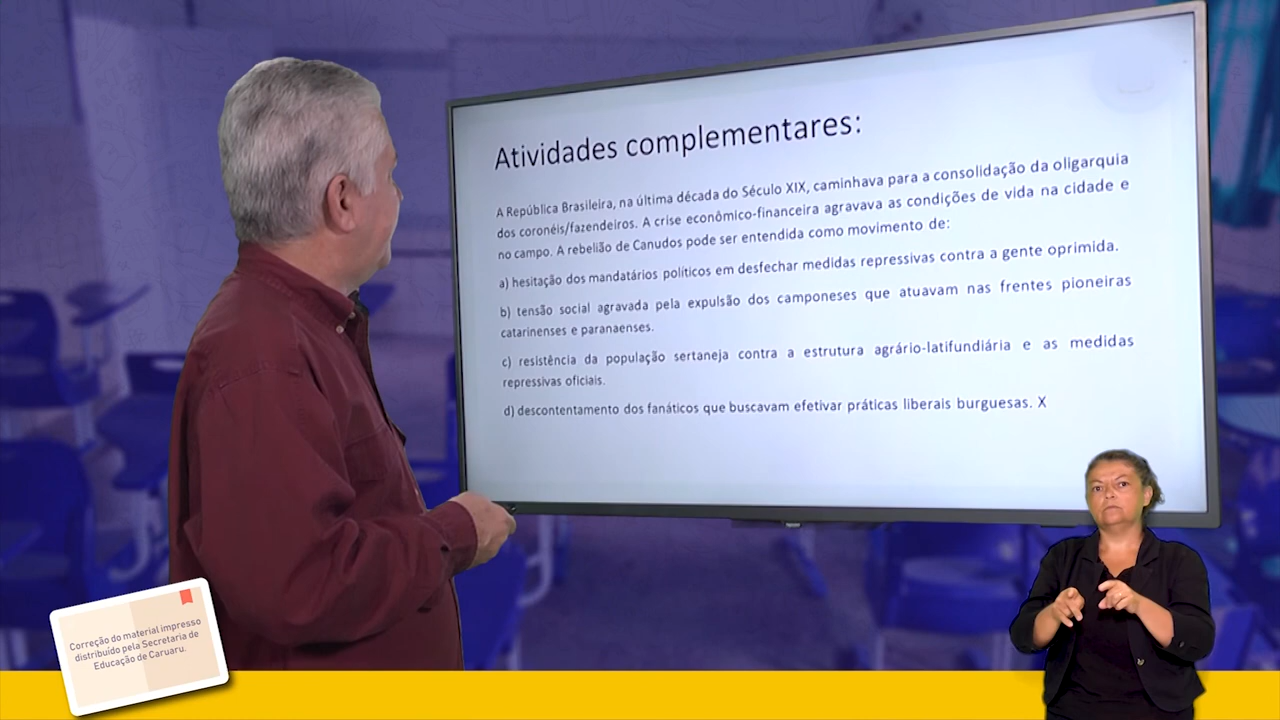 Atividades complementares:
A República Brasileira, na última década do Século XIX, caminhava para a consolidação da oligarquia
dos coronéis/fazendeiros. A crise econômico-financeira agravava as condições de vida na cidade e
no campo. A rebelião de Canudos pode ser entendida como movimento de:
a) hesitação dos mandatários políticos em desfechar medidas repressivas contra a gente oprimida.
b) tensão social agravada pela expulsão dos camponeses que atuavam nas frentes pioneiras
catarinenses e paranaenses.
c) resistência da população sertaneja contra a estrutura agrário-latifundiária e as medidas
repressivas oficiais.
d) descontentamento dos fanáticos que buscavam efetivar práticas liberais burguesas. X
Correção do material impresso
distribuído pela Secretaria de
Educação de Caruaru.